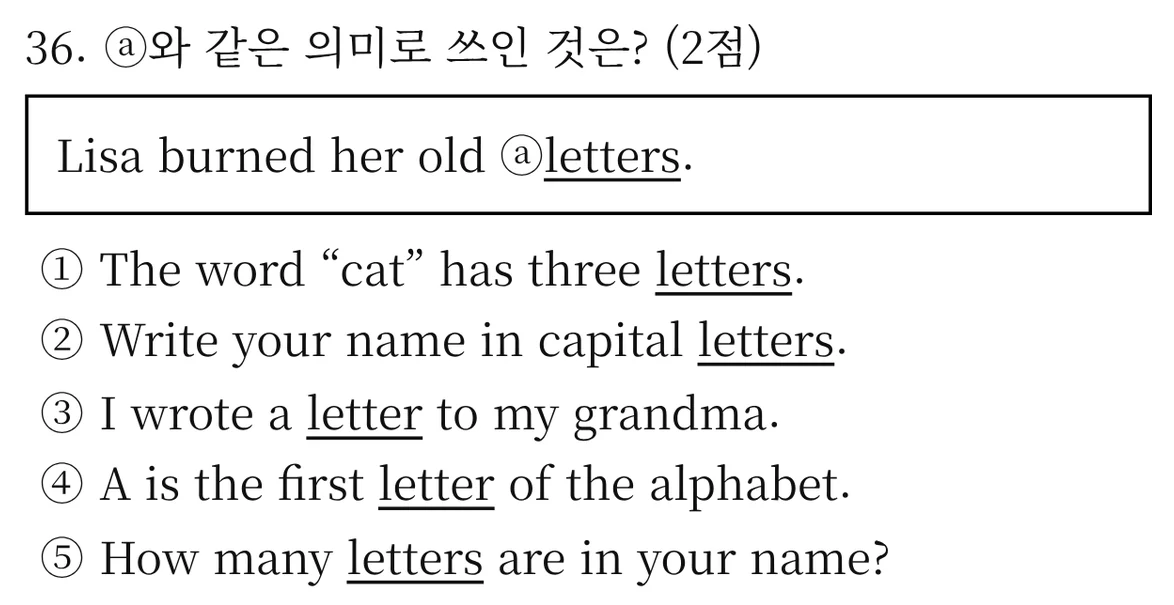 36. ⓐ와 같은 의미로 쓰인 것은? (2점)
Lisa burned her old ⓐletters.
① The word “cat” has three letters.
② Write your name in capital letters.
③ I wrote a letter to my grandma.
④ A is the first letter of the alphabet.
⑤ How many letters are in your name?